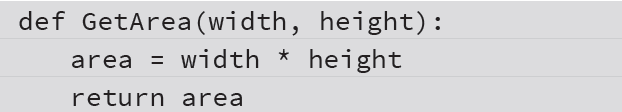 def GetArea(width, height):
    area = width * height
    return area